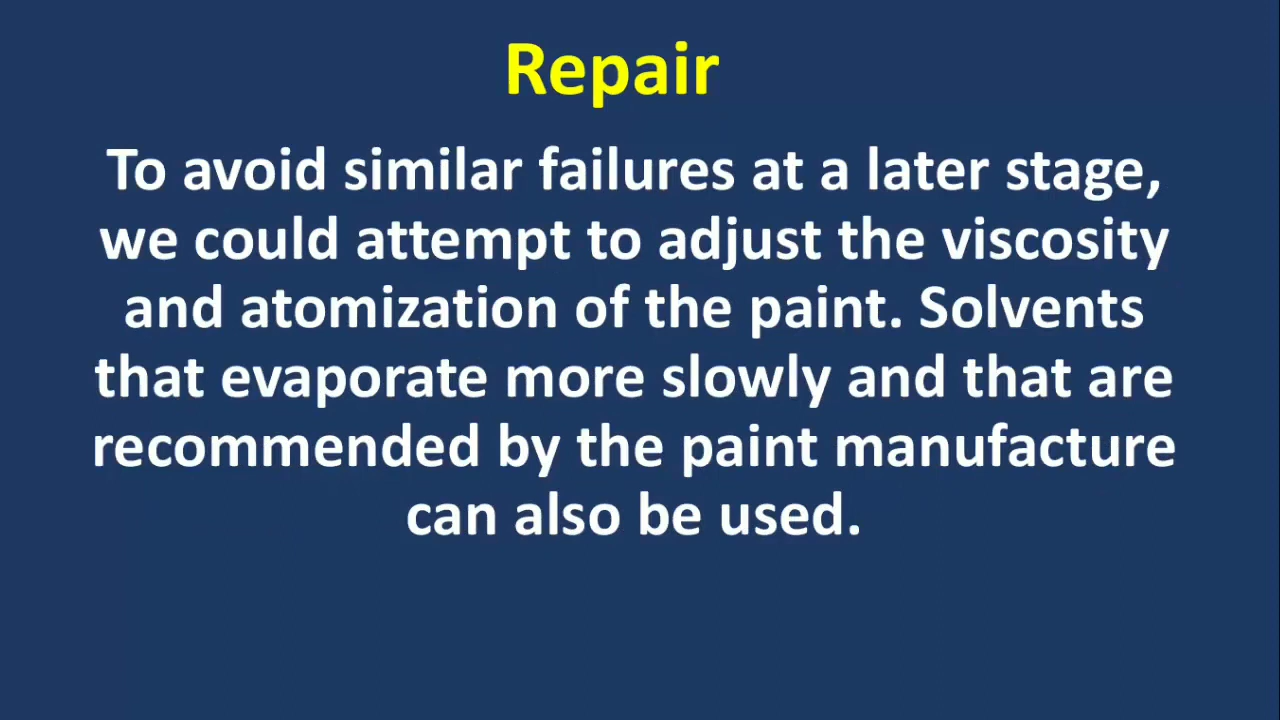 Repair
To avoid similar failures at a later stage,
we could attempt to adjust the viscosity
and atomization of the paint. Solvents
that evaporate more slowly and that are
recommended by the paint manufacture
can also be used.